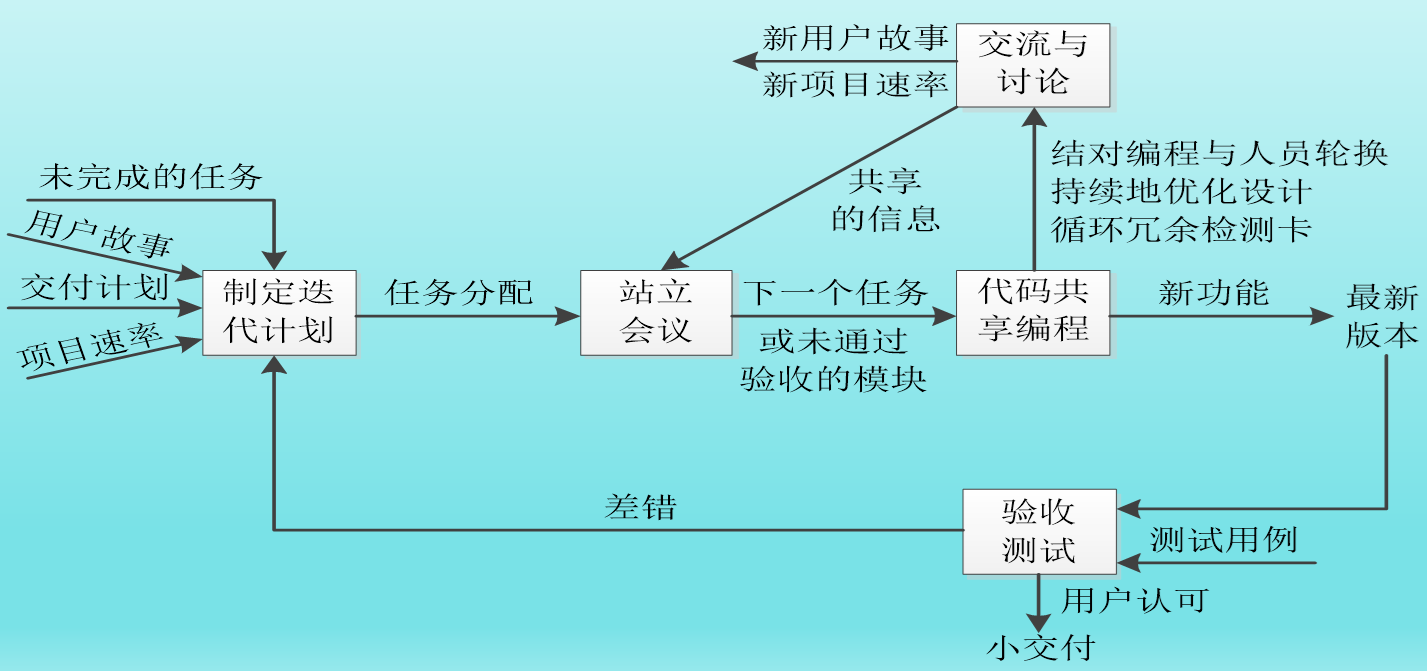 新用户故事
新项目速率
交流与
讨论
结对编程与人员轮换
持续地优化设计
循环冗余检测卡
共享
的信息
未完成的任务
用户故事
交付计划
项目速率
制定迭
代计划
任务分配
站立
会议
下一个任务
或未通过
验收的模块
代码共
享编程
新功能
最新
版本
差错
验收
测试
测试用例
用户认可
小交付